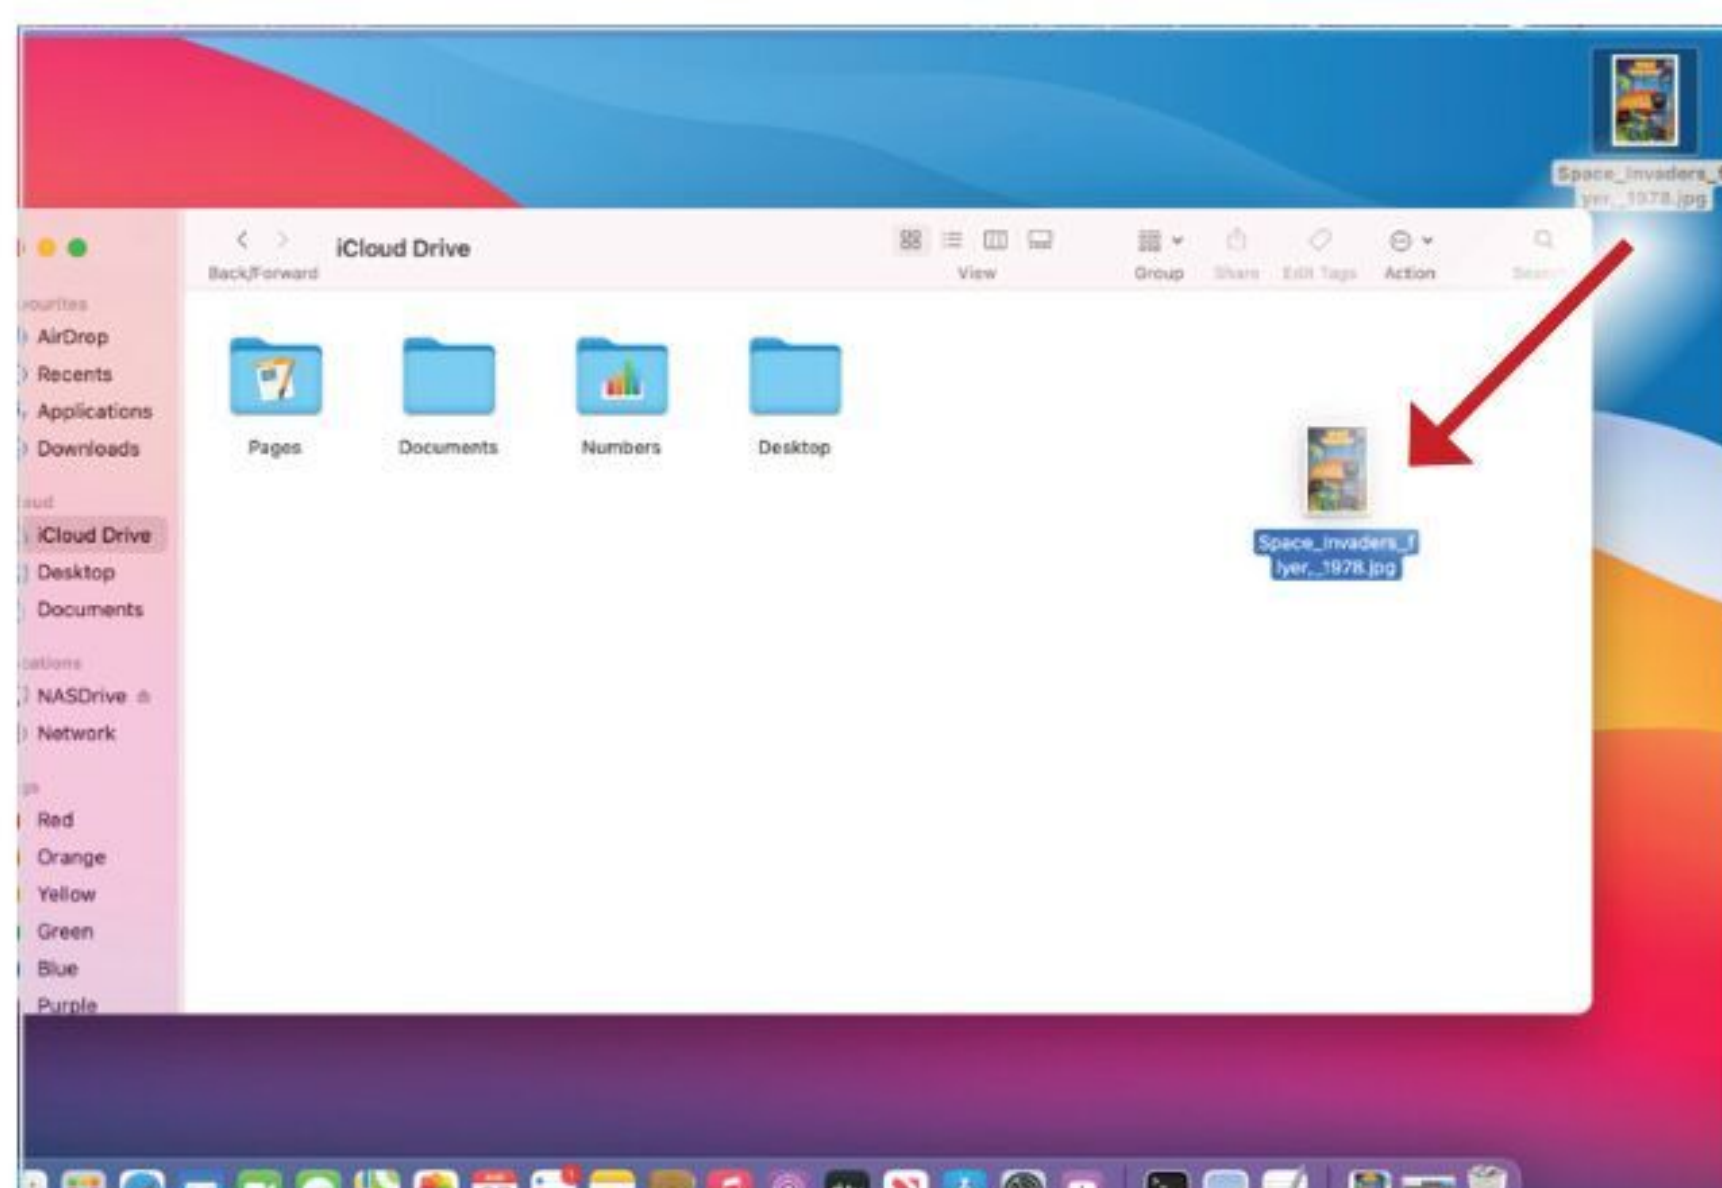 Space_Invaders_f
yer,_1978.jpg
iCloud Drive
Back/Forward
View
Group
Share
Edit Tags
Action
AirDrop
Recents
Applications
Downloads
iCloud Drive
Desktop
Documents
NASDrive
Network
Red
Orange
Yellow
Green
Blue
Purple
Pages
Documents
Numbers
Desktop
Space_Invaders_f
lyer,_1978.jpg